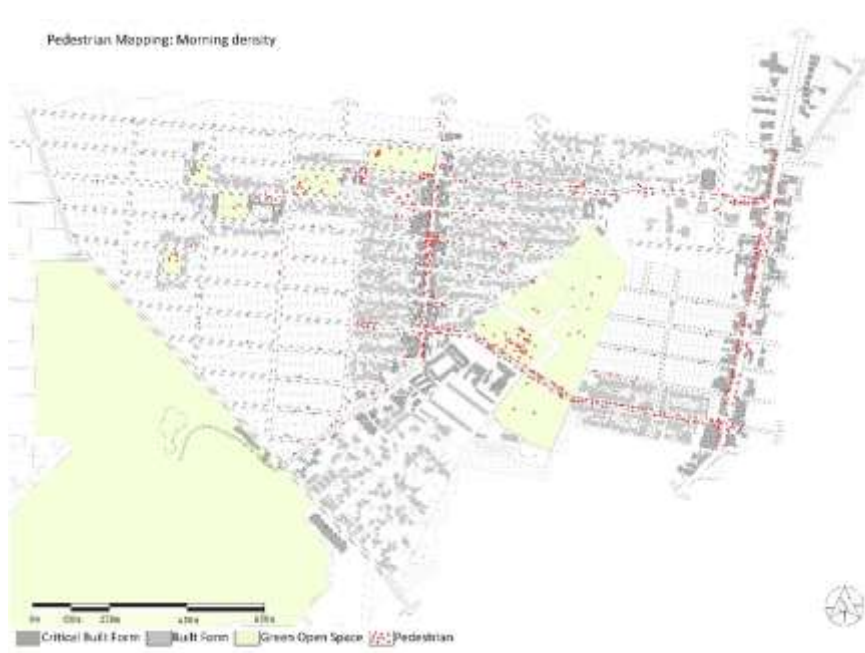 Pedestrian Mapping: Morning density
Critical Built Form
Built Form
Green Open Space
Pedestrian